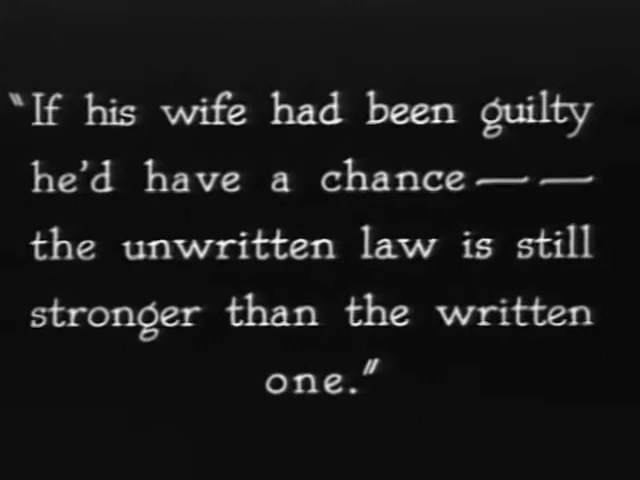 "If his wife had been guilty
he'd have a chance — —
the unwritten law is still
stronger than the written
one."